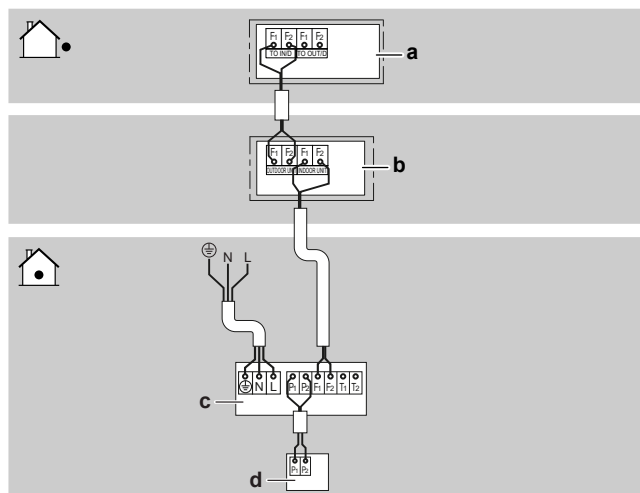 F1 F2 F1 F2
TO IN/D TO OUT/D
a
F1 F2 F1 F2
OUTDOOR UNIT INDOOR UNIT
b
N L
N L P1 P2 F1 F2 T1 T2
c
P1 P2
d